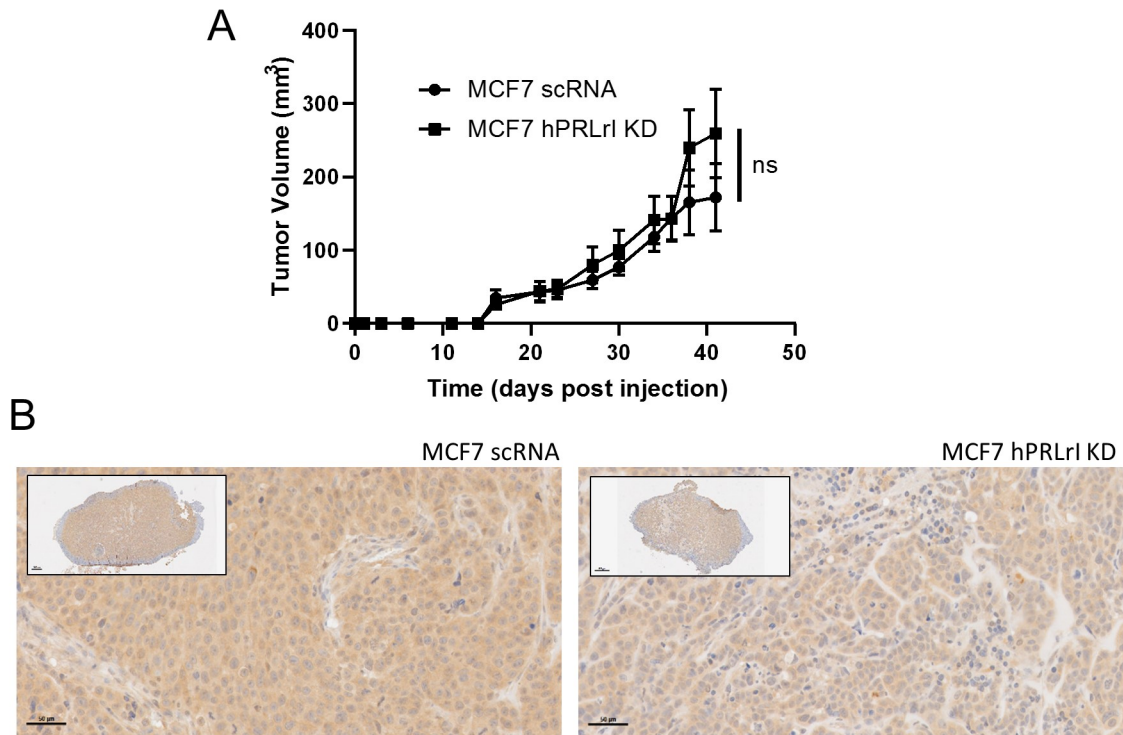 A
400
300
200
100
0
Tumor Volume (mm3)
MCF7 scRNA
MCF7 hPRLrI KD
ns
0 10 20 30 40 50
Time (days post injection)
B
MCF7 scRNA
MCF7 hPRLrI KD
50 µm
50 µm